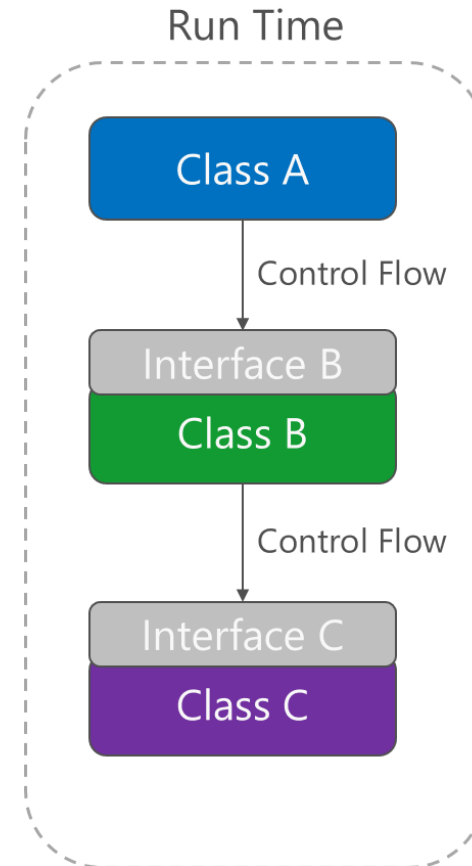 Run Time
Class A
Control Flow
Interface B
Class B
Control Flow
Interface C
Class C